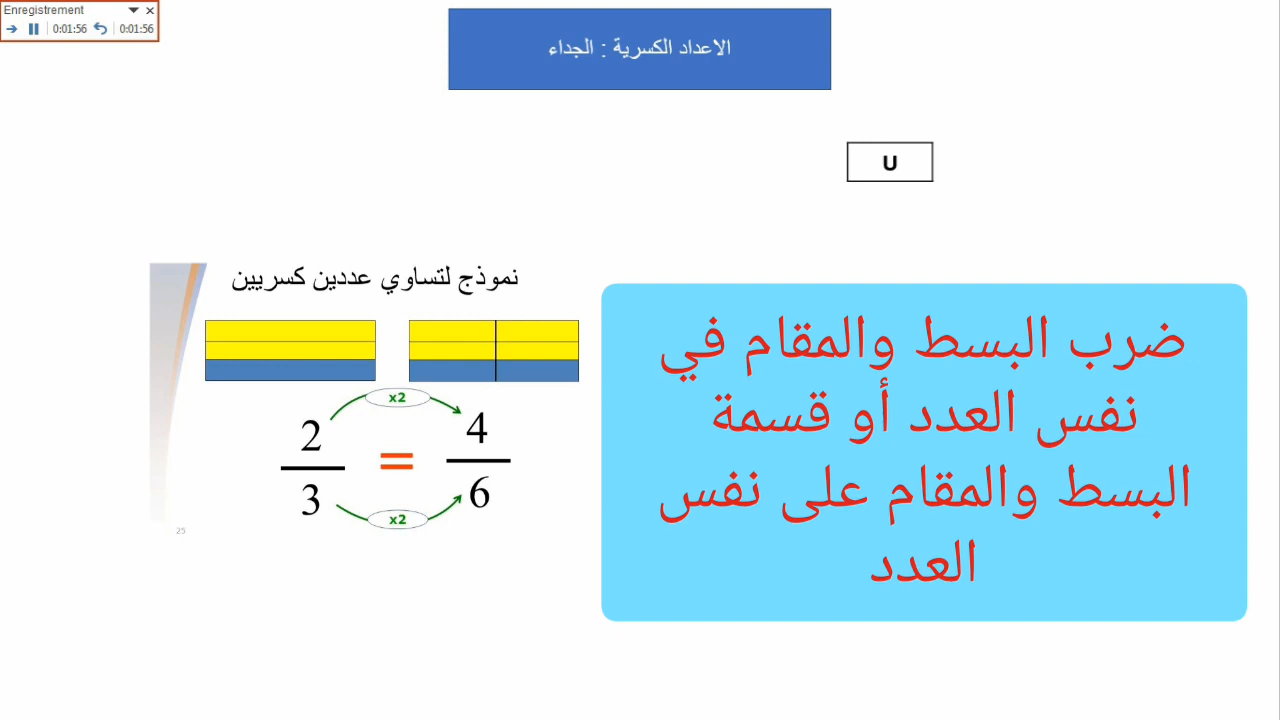 Enregistrement
0:01:56 0:01:56
الاعداد الكسرية : الجداء
U
نموذج لتساوي عددين كسريين
x2
2 4
=
3 6
x2
25
ضرب البسط والمقام في
نفس العدد أو قسمة
البسط والمقام على نفس
العدد